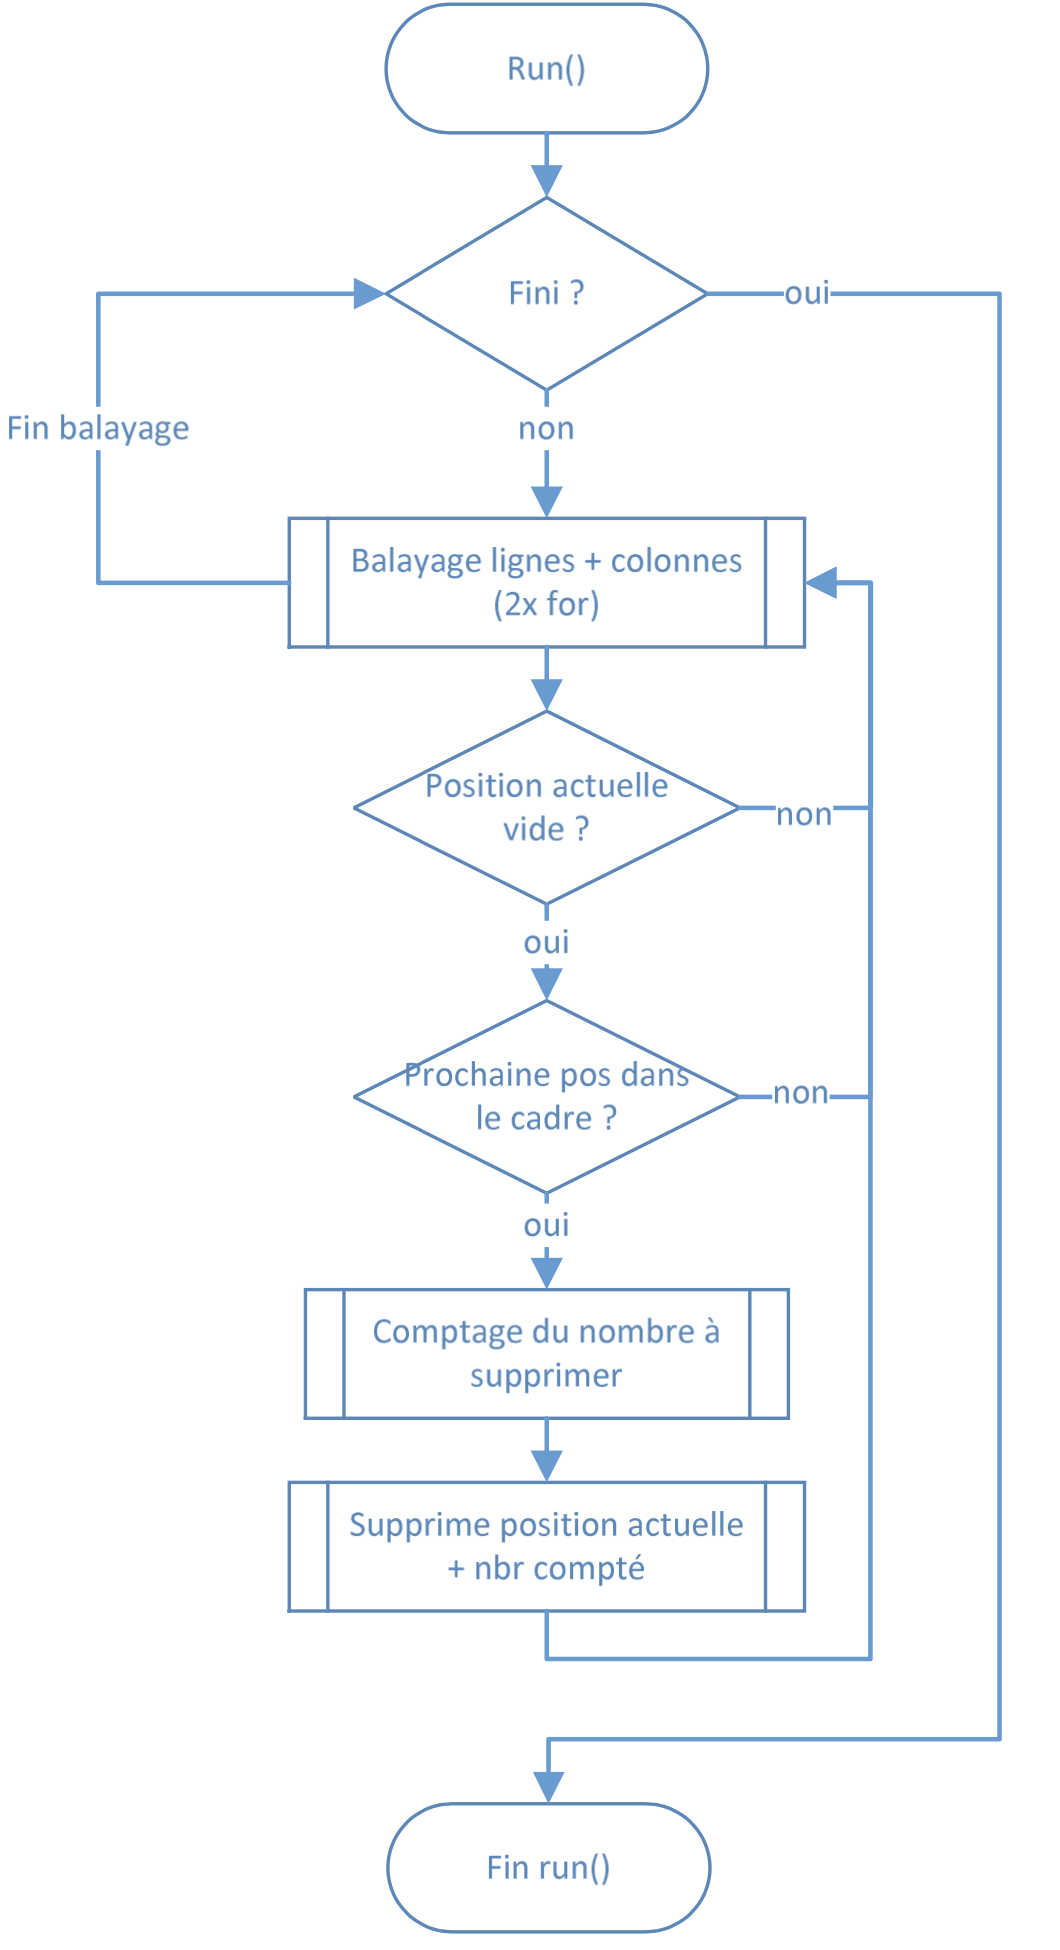 Run()
Fini ?
oui
Fin balayage
non
Balayage lignes + colonnes
(2x for)
Position actuelle
vide ?
non
oui
Prochaine pos dans
le cadre ?
non
oui
Comptage du nombre à
supprimer
Supprime position actuelle
+ nbr compté
Fin run()